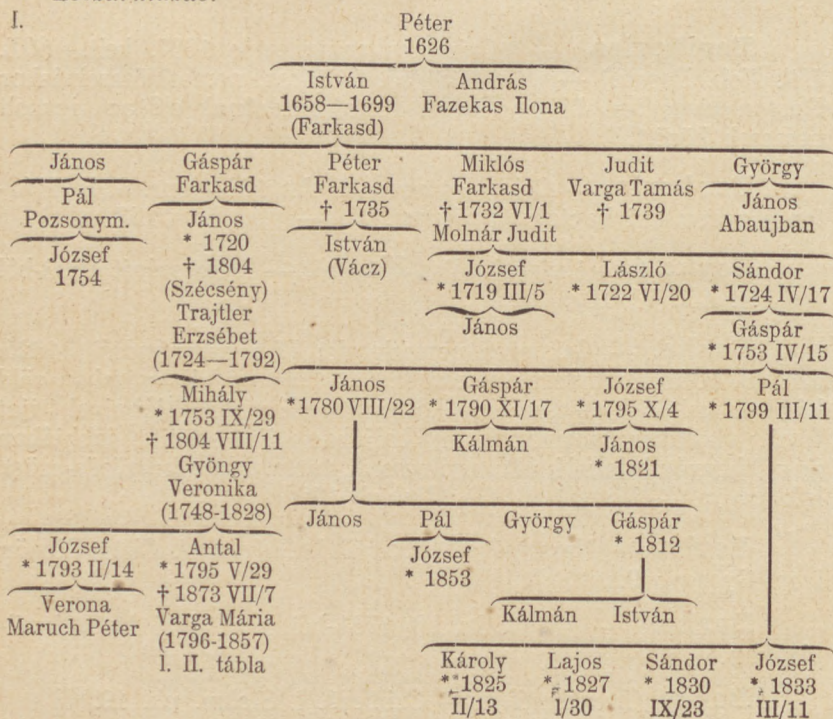 I.
Péter
1626
István András
1658—1699 Fazekas Ilona
(Farkasd)
János Gáspár Péter Miklós Judit György
Farkasd Farkasd Farkasd Varga Tamás
Pál † 1735 † 1732 VI/1 † 1739 János
Pozsonym. János Molnár Judit Abaujban
* 1720 István
József † 1804 (Vácz) József László Sándor
1754 (Szécsény) * 1719 III/5 * 1722 VI/20 * 1724 IV/17
Trajtler János Gáspár
Erzsébet * 1753 IV/15
(1724—1792)
Mihály János Gáspár József Pál
* 1753 IX/29 * 1780 VIII/22 * 1790 XI/17 * 1795 X/4 * 1799 III/11
† 1804 VIII/11 Kálmán János
Gyöngy * 1821
Veronika
(1748-1828) János Pál György Gáspár
* 1812
József Antal József
* 1793 II/14 * 1795 V/29 * 1853
† 1873 VII/7
Verona Varga Mária Kálmán István
Maruch Péter (1796-1857)
l. II. tábla
Károly Lajos Sándor József
* 1825 * 1827 * 1830 * 1833
II/13 I/30 IX/23 III/11